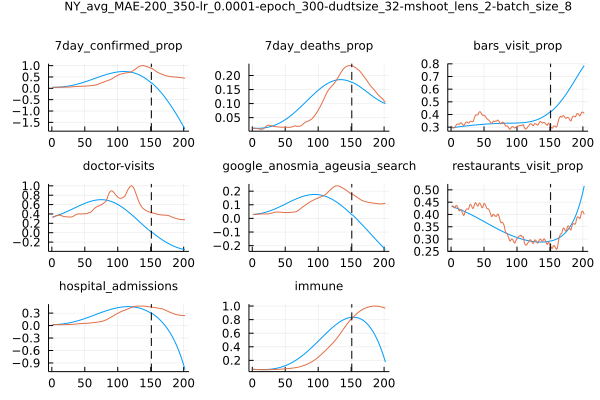 NY_avg_MAE-200_350-lr_0.0001-epoch_300-dudtsize_32-mshoot_lens_2-batch_size_8
7day_confirmed_prop 7day_deaths_prop bars_visit_prop
1.0 0.5 0.0 −0.5 −1.0 −1.5
0.20 0.15 0.10 0.05
0.8 0.7 0.6 0.5 0.4 0.3
0 50 100 150 200 0 50 100 150 200 0 50 100 150 200
doctor-visits google_anosmia_ageusia_search restaurants_visit_prop
1.0 0.8 0.6 0.4 0.2 0.0 −0.2
0.2 0.1 0.0 −0.1 −0.2
0.50 0.45 0.40 0.35 0.30 0.25
0 50 100 150 200 0 50 100 150 200 0 50 100 150 200
hospital_admissions immune
0.3 0.0 −0.3 −0.6 −0.9
1.0 0.8 0.6 0.4 0.2
0 50 100 150 200 0 50 100 150 200